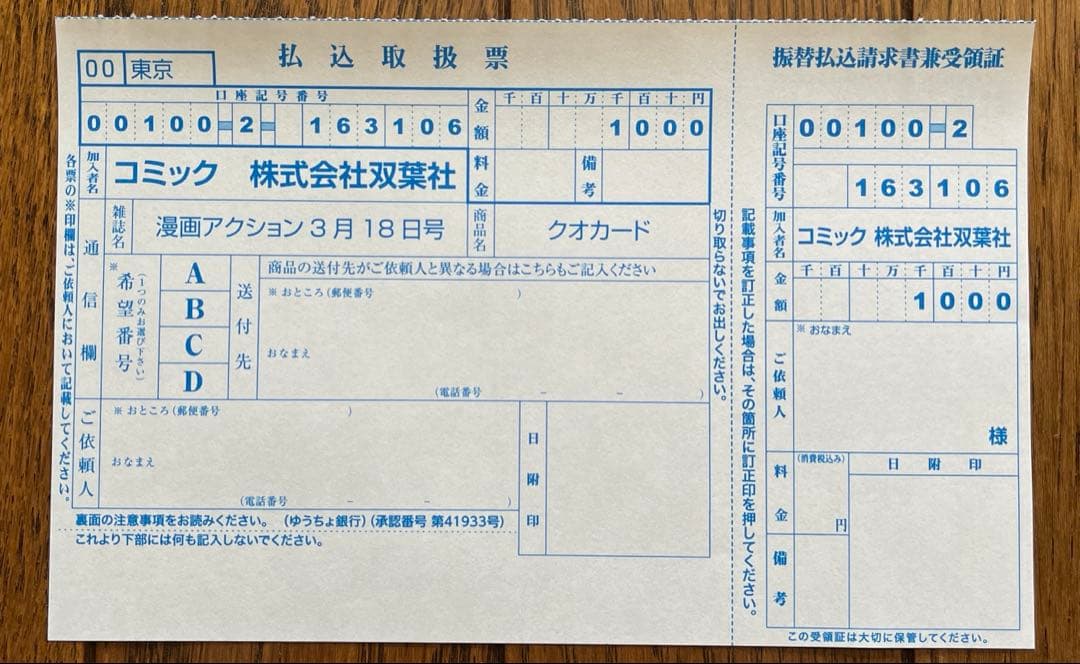 払込取扱票
00 東京
口座記号番号
00100-2- 163106
金額
千百十万千百十円
1000
加入者名
コミック 株式会社双葉社
料金
備考
通信欄
雑誌名
漫画アクション3月18日号
商品名
クオカード
※希望番号
(1つのみお選び下さい)
A
B
C
D
送付先
商品の送付先がご依頼人と異なる場合はこちらもご記入ください
※おところ(郵便番号 )
おなまえ
(電話番号 - - )
ご依頼人
※おところ(郵便番号 )
おなまえ
(電話番号 - - )
日附印
裏面の注意事項をお読みください。 (ゆうちょ銀行)(承認番号 第41933号)
これより下部には何も記入しないでください。
各票の※印欄は、ご依頼人において記載してください。
切り取らないでお出しください。
記載事項を訂正した場合は、その箇所に訂正印を押してください。
振替払込請求書兼受領証
口座記号番号
00100-2
163106
加入者名
コミック 株式会社双葉社
金額
千百十万千百十円
1000
ご依頼人
※おなまえ
様
料金
(消費税込み)
円
日附印
備考
この受領証は大切に保管してください。